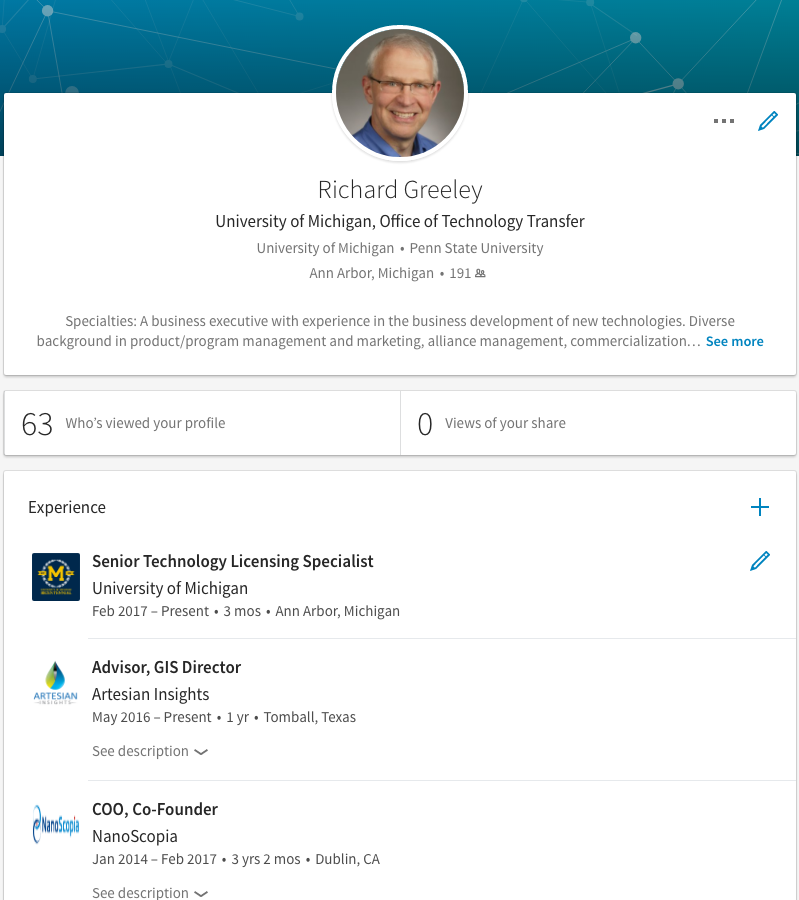 Richard Greeley
University of Michigan, Office of Technology Transfer
University of Michigan • Penn State University
Ann Arbor, Michigan • 191
Specialties: A business executive with experience in the business development of new technologies. Diverse
background in product/program management and marketing, alliance management, commercialization… See more
63 Who's viewed your profile
0 Views of your share
Experience
M
Senior Technology Licensing Specialist
University of Michigan
Feb 2017 – Present • 3 mos • Ann Arbor, Michigan
ARTESIAN
INSIGHTS
Advisor, GIS Director
Artesian Insights
May 2016 – Present • 1 yr • Tomball, Texas
See description
NanoScopia
COO, Co-Founder
NanoScopia
Jan 2014 – Feb 2017 • 3 yrs 2 mos • Dublin, CA
See description